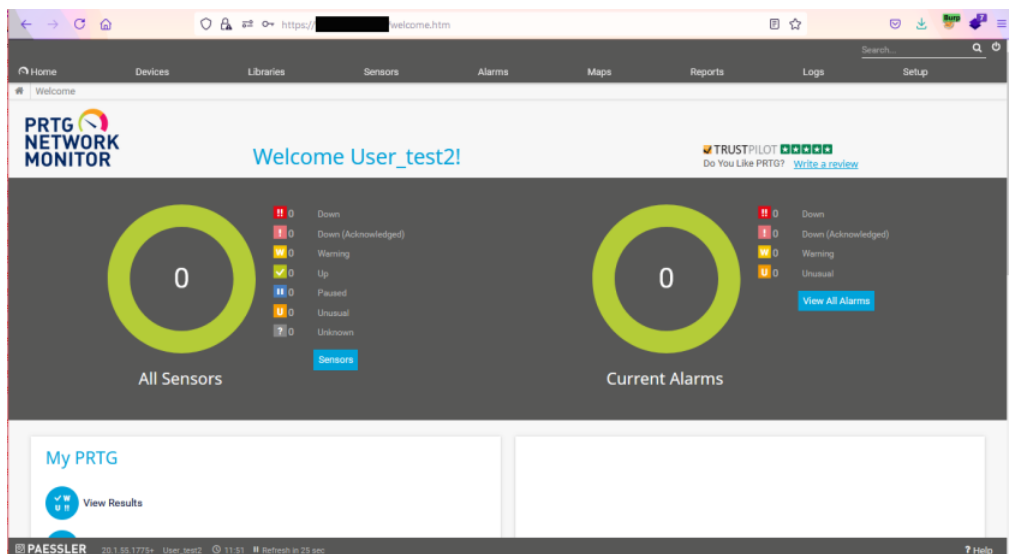 https://
welcome.htm
Burp
7
Search...
Home Devices Libraries Sensors Alarms Maps Reports Logs Setup
Welcome
PRTG
NETWORK
MONITOR
Welcome User_test2!
TRUSTPILOT
Do You Like PRTG? Write a review
0
All Sensors
!! 0 Down
! 0 Down (Acknowledged)
W 0 Warning
0 Up
0 Paused
U 0 Unusual
? 0 Unknown
Sensors
0
Current Alarms
!! 0 Down
! 0 Down (Acknowledged)
W 0 Warning
U 0 Unusual
View All Alarms
My PRTG
W
U !!
View Results
PAESSLER 20.1.55.1775+ User_test2 11:51 Refresh in 25 sec ? Help